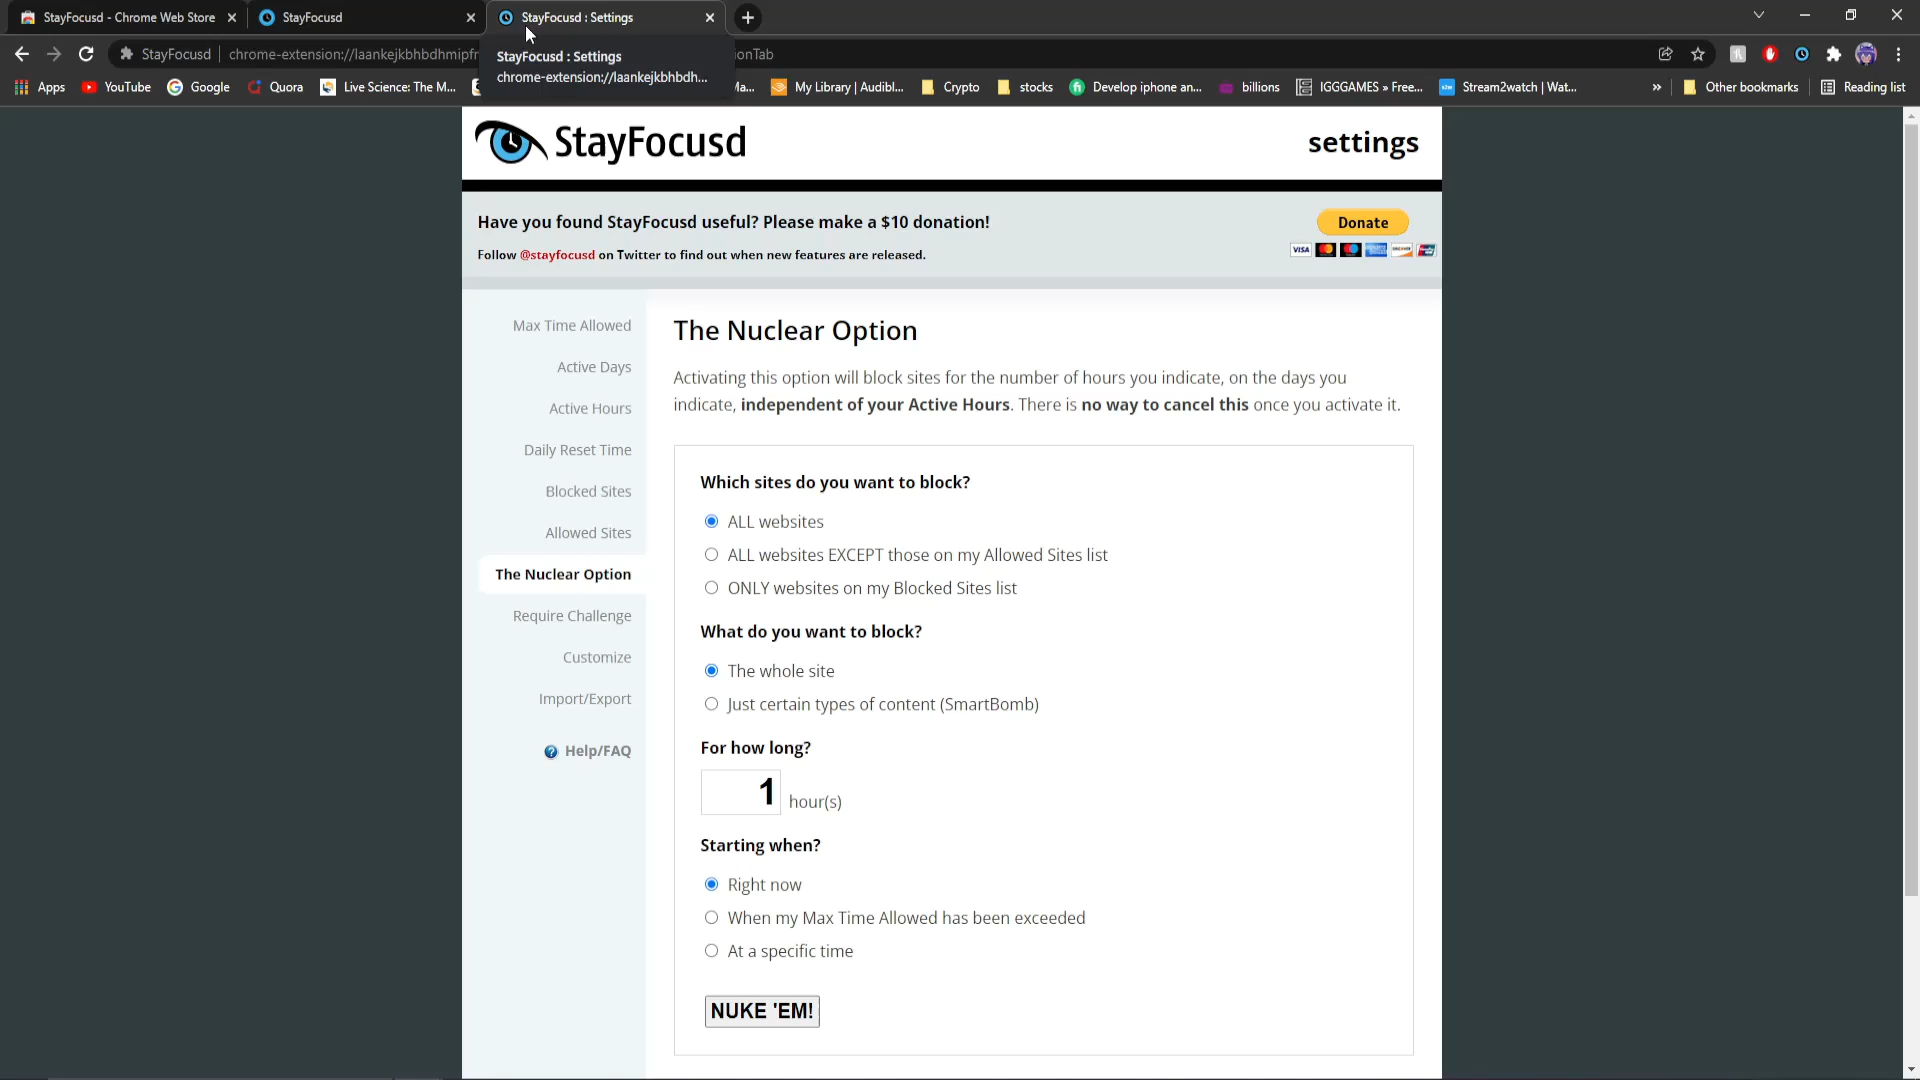 StayFocusd - Chrome Web Store
StayFocusd
StayFocusd : Settings
StayFocusd
chrome-extension://laankejkbhbdhmipfr
ionTab
StayFocusd : Settings
chrome-extension://laankejkbhbdh...
Apps
YouTube
Google
Quora
Live Science: The M...
My Library | Audibl...
Crypto
stocks
Develop iphone an...
billions
IGGGAMES » Free...
Stream2watch | Wat...
»
Other bookmarks
Reading list
StayFocusd
settings
Have you found StayFocusd useful? Please make a $10 donation!
Donate
Follow @stayfocusd on Twitter to find out when new features are released.
VISA
Max Time Allowed
Active Days
Active Hours
Daily Reset Time
Blocked Sites
Allowed Sites
The Nuclear Option
Require Challenge
Customize
Import/Export
Help/FAQ
The Nuclear Option
Activating this option will block sites for the number of hours you indicate, on the days you
indicate, independent of your Active Hours. There is no way to cancel this once you activate it.
Which sites do you want to block?
ALL websites
ALL websites EXCEPT those on my Allowed Sites list
ONLY websites on my Blocked Sites list
What do you want to block?
The whole site
Just certain types of content (SmartBomb)
For how long?
1 hour(s)
Starting when?
Right now
When my Max Time Allowed has been exceeded
At a specific time
NUKE 'EM!